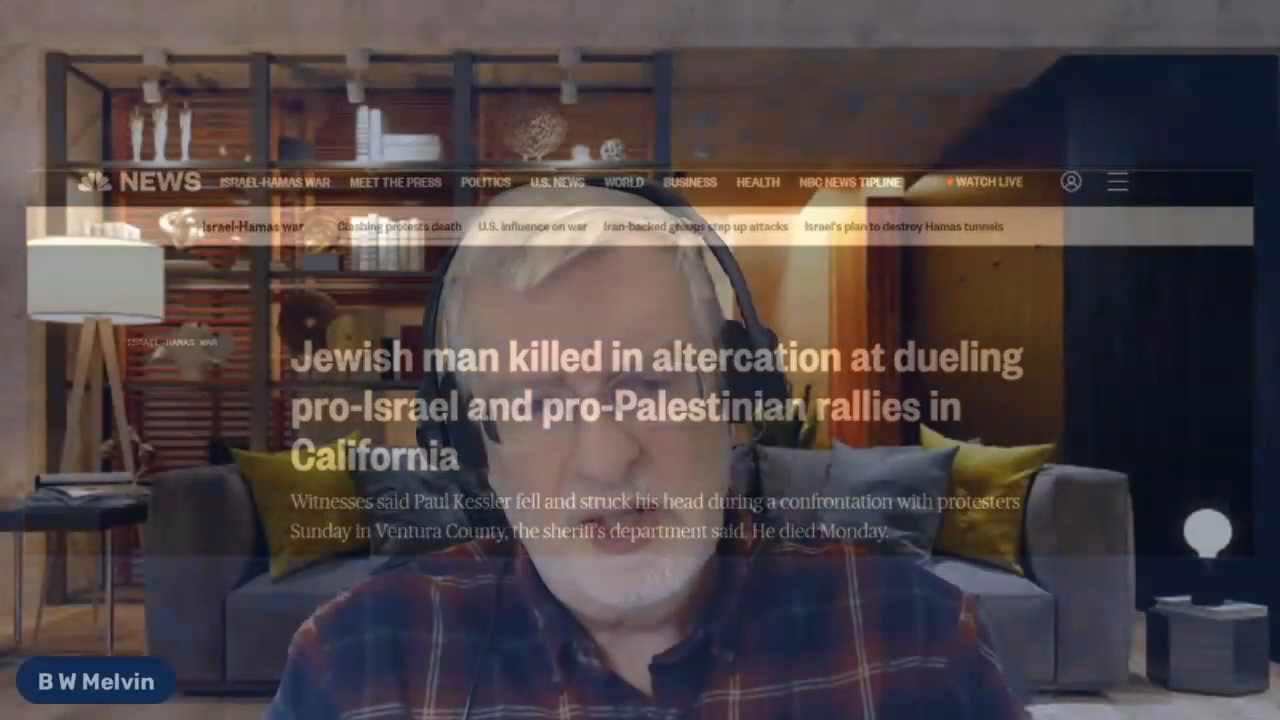 NEWS ISRAEL-HAMAS WAR MEET THE PRESS POLITICS U.S. NEWS WORLD BUSINESS HEALTH NBC NEWS TIPLINE WATCH LIVE
Israel-Hamas war Clashing protests death U.S. influence on war Iran-backed groups step up attacks Israel's plan to destroy Hamas tunnels
ISRAEL-HAMAS WAR
Jewish man killed in altercation at dueling
pro-Israel and pro-Palestinian rallies in
California
Witnesses said Paul Kessler fell and struck his head during a confrontation with protesters
Sunday in Ventura County, the sheriff's department said. He died Monday.
B W Melvin